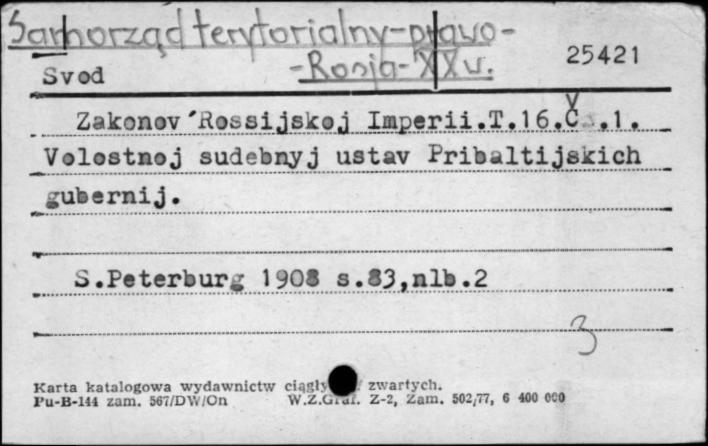 Samorząd terytorialny-prawo-
-Rosja-XXw.
25421
Svod
Zakonov Rossijskoj Imperii.T.16.Č.1.
Volostnoj sudebnyj ustav Pribaltijskich
gubernij.
S.Peterburg 1908 s.83,nlb.2
3
Karta katalogowa wydawnictw zwartych.
Pu-B-144 zam. 567/DW/On W.Z.Graf. Z-2, Zam. 502/77, 6 400 000